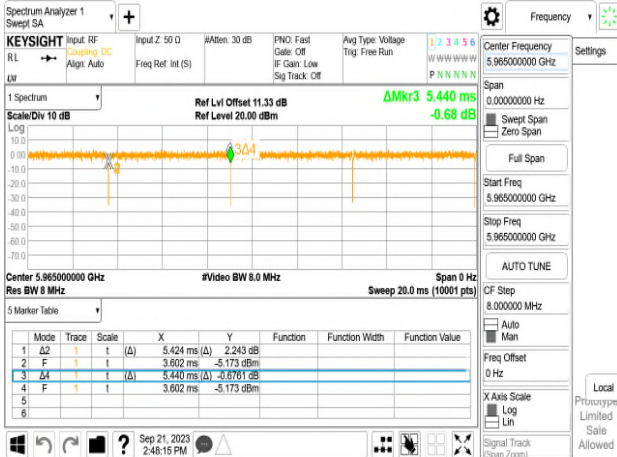 Spectrum Analyzer 1
Swept SA
+
Frequency
KEYSIGHT Input: RF
RL
Coupling: DC
Align: Auto
Input Z: 50 Ω
Freq Ref: Int (S)
#Atten: 30 dB
PNO: Fast
Gate: Off
IF Gain: Low
Sig Track: Off
Avg Type: Voltage
Trig: Free Run
1 2 3 4 5 6
W W W W W W
P N N N N N
Center Frequency
5.965000000 GHz
Settings
1 Spectrum
Scale/Div 10 dB
Ref Lvl Offset 11.33 dB
Ref Level 20.00 dBm
ΔMkr3 5.440 ms
-0.68 dB
Span
0.00000000 Hz
Swept Span
Zero Span
Full Span
Start Freq
5.965000000 GHz
Stop Freq
5.965000000 GHz
AUTO TUNE
CF Step
8.000000 MHz
Auto
Man
Freq Offset
0 Hz
X Axis Scale
Log
Lin
Signal Track
(Span Zoom)
Local
Prototype
Limited
Sale
Allowed
Log
10.0
0.00
-10.0
-20.0
-30.0
-40.0
-50.0
-60.0
-70.0
3Δ4
2
Center 5.965000000 GHz
Res BW 8 MHz
#Video BW 8.0 MHz
Span 0 Hz
Sweep 20.0 ms (10001 pts)
5 Marker Table
Mode Trace Scale X Y Function Function Width Function Value
1 Δ2 1 t (Δ) 5.424 ms (Δ) 2.243 dB
2 F 1 t 3.602 ms -5.173 dBm
3 Δ4 1 t (Δ) 5.440 ms (Δ) -0.6761 dB
4 F 1 t 3.602 ms -5.173 dBm
5
6
?
Sep 21, 2023
2:48:15 PM